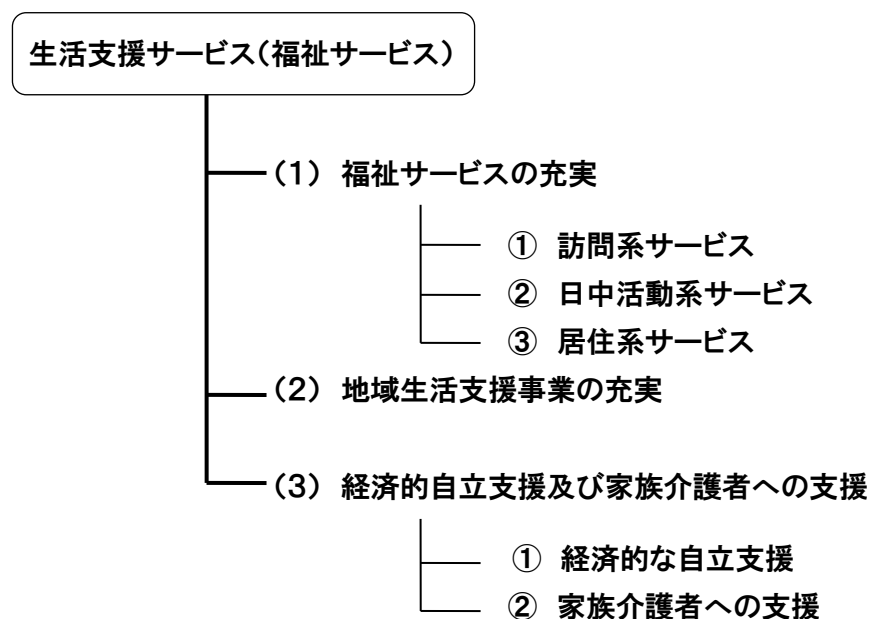 生活支援サービス（福祉サービス）
（１） 福祉サービスの充実
① 訪問系サービス
② 日中活動系サービス
③ 居住系サービス
（２） 地域生活支援事業の充実
（３） 経済的自立支援及び家族介護者への支援
① 経済的な自立支援
② 家族介護者への支援